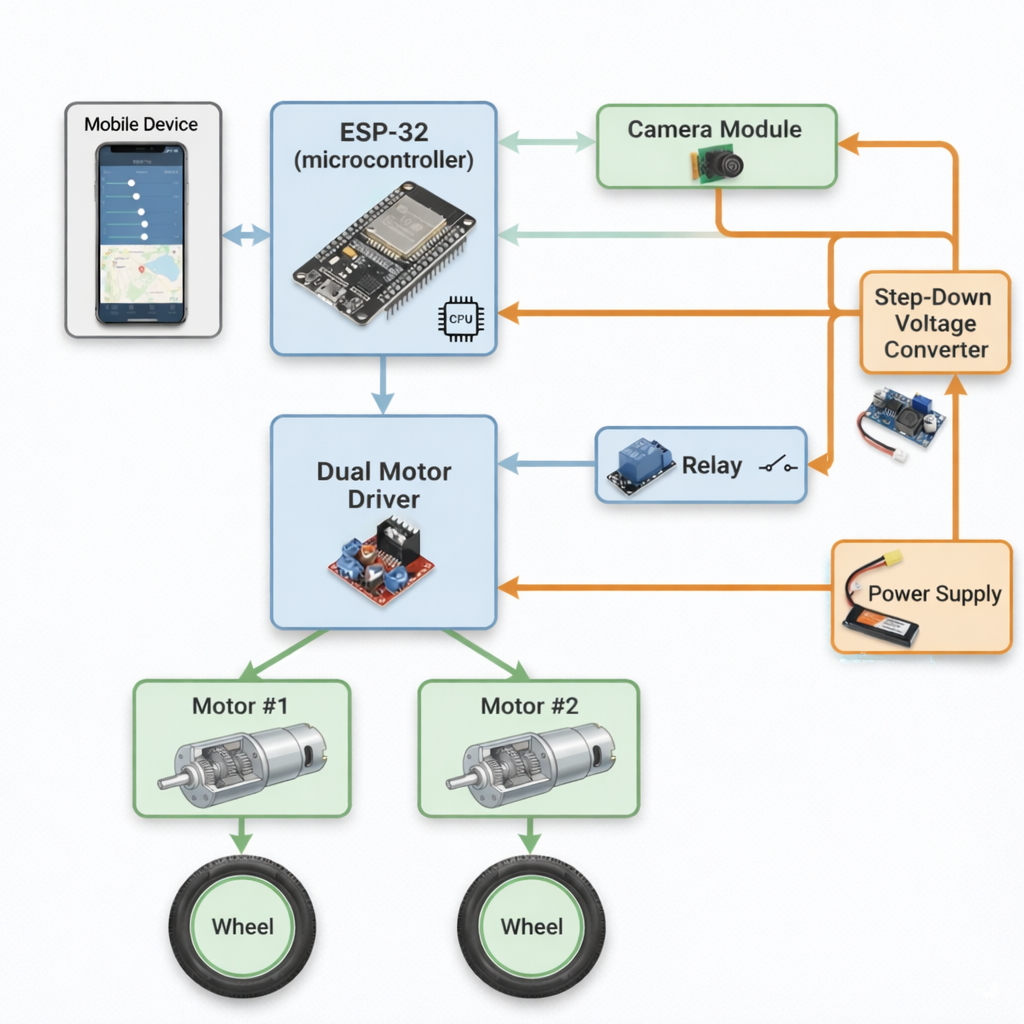 Mobile Device
ESP-32
(microcontroller)
CPU
Camera Module
Step-Down
Voltage
Converter
Dual Motor
Driver
Relay
Power Supply
Motor #1
Motor #2
Wheel
Wheel